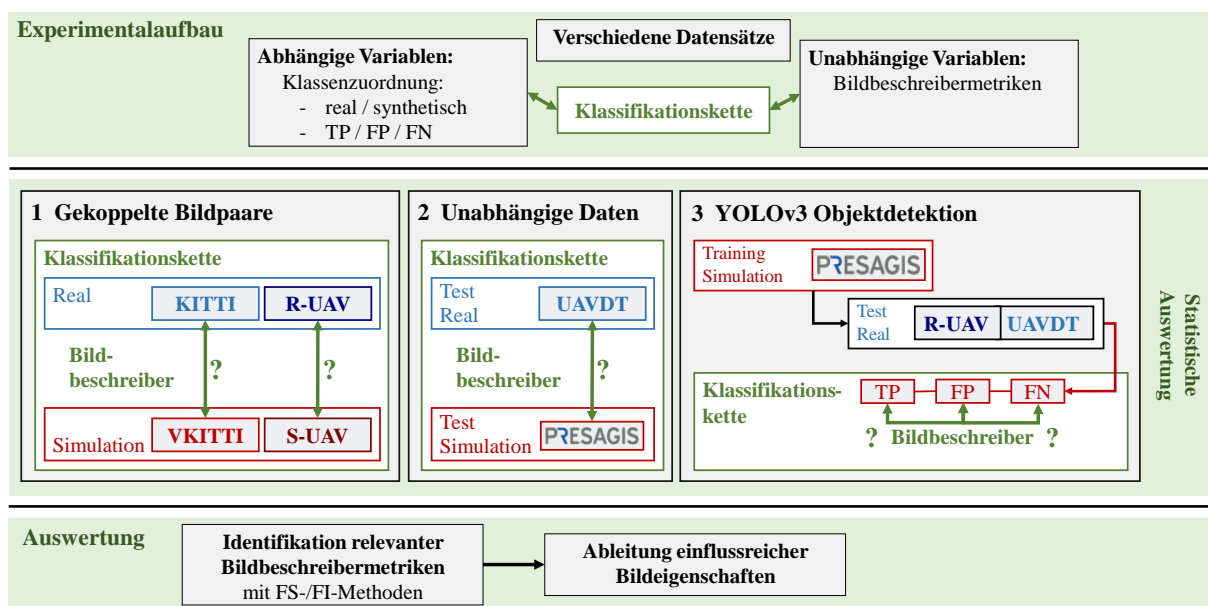 Experimentalaufbau
Abhängige Variablen:
Klassenzuordnung:
- real / synthetisch
- TP / FP / FN
Verschiedene Datensätze
Klassifikationskette
Unabhängige Variablen:
Bildbeschreibermetriken
1 Gekoppelte Bildpaare
Klassifikationskette
Real
KITTI
R-UAV
Bild-
beschreiber
?
?
Simulation
VKITTI
S-UAV
2 Unabhängige Daten
Klassifikationskette
Test
Real
UAVDT
Bild-
beschreiber
?
Test
Simulation
PRESAGIS
3 YOLOv3 Objektdetektion
Training
Simulation
PRESAGIS
Test
Real
R-UAV
UAVDT
Klassifikations-
kette
TP
FP
FN
? Bildbeschreiber ?
Statistische
Auswertung
Auswertung
Identifikation relevanter
Bildbeschreibermetriken
mit FS-/FI-Methoden
Ableitung einflussreicher
Bildeigenschaften